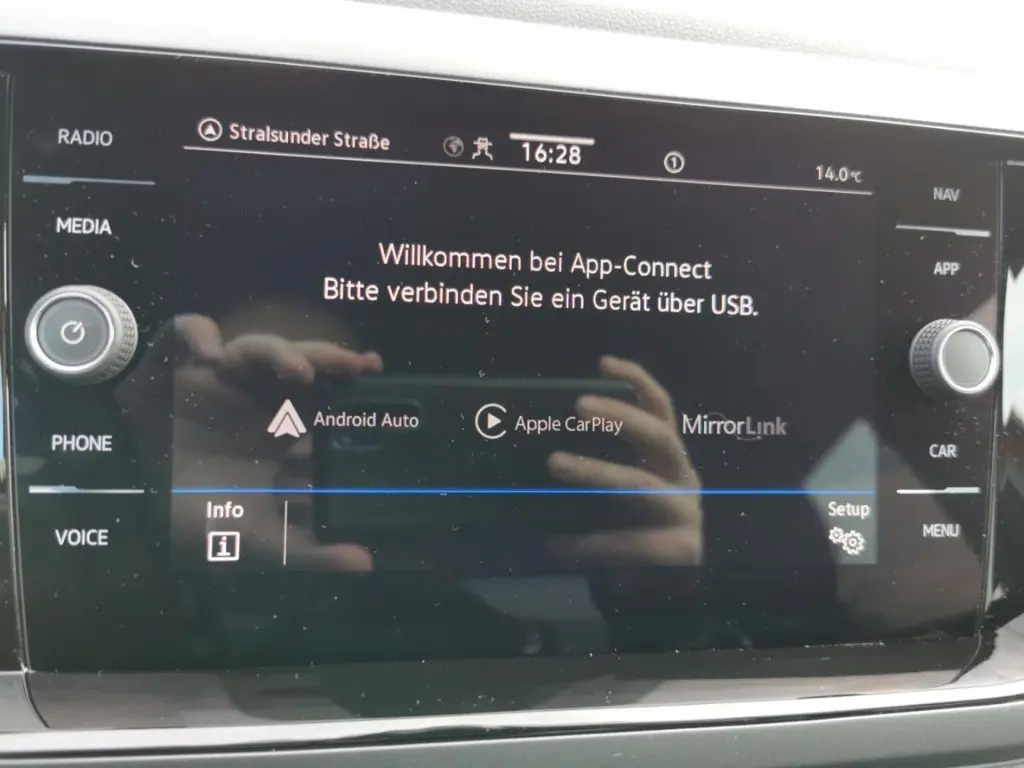 RADIO
MEDIA
PHONE
VOICE
Stralsunder Straße
16:28
1
14.0°C
Willkommen bei App-Connect
Bitte verbinden Sie ein Gerät über USB.
Android Auto
Apple CarPlay
MirrorLink
Info
i
Setup
NAV
APP
CAR
MENU